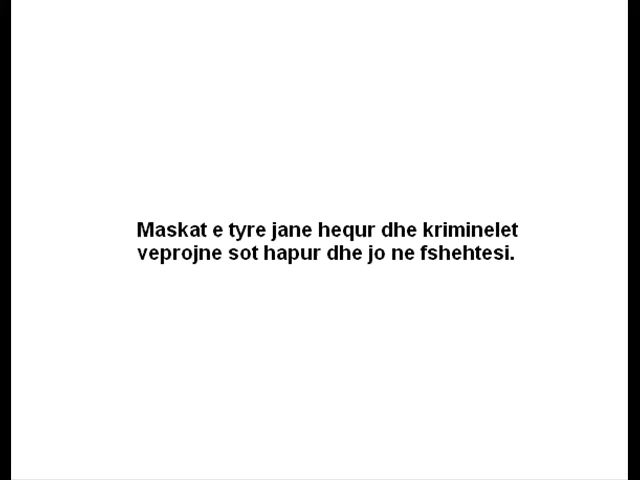 Maskat e tyre jane hequr dhe kriminelet
veprojne sot hapur dhe jo ne fshehtesi.